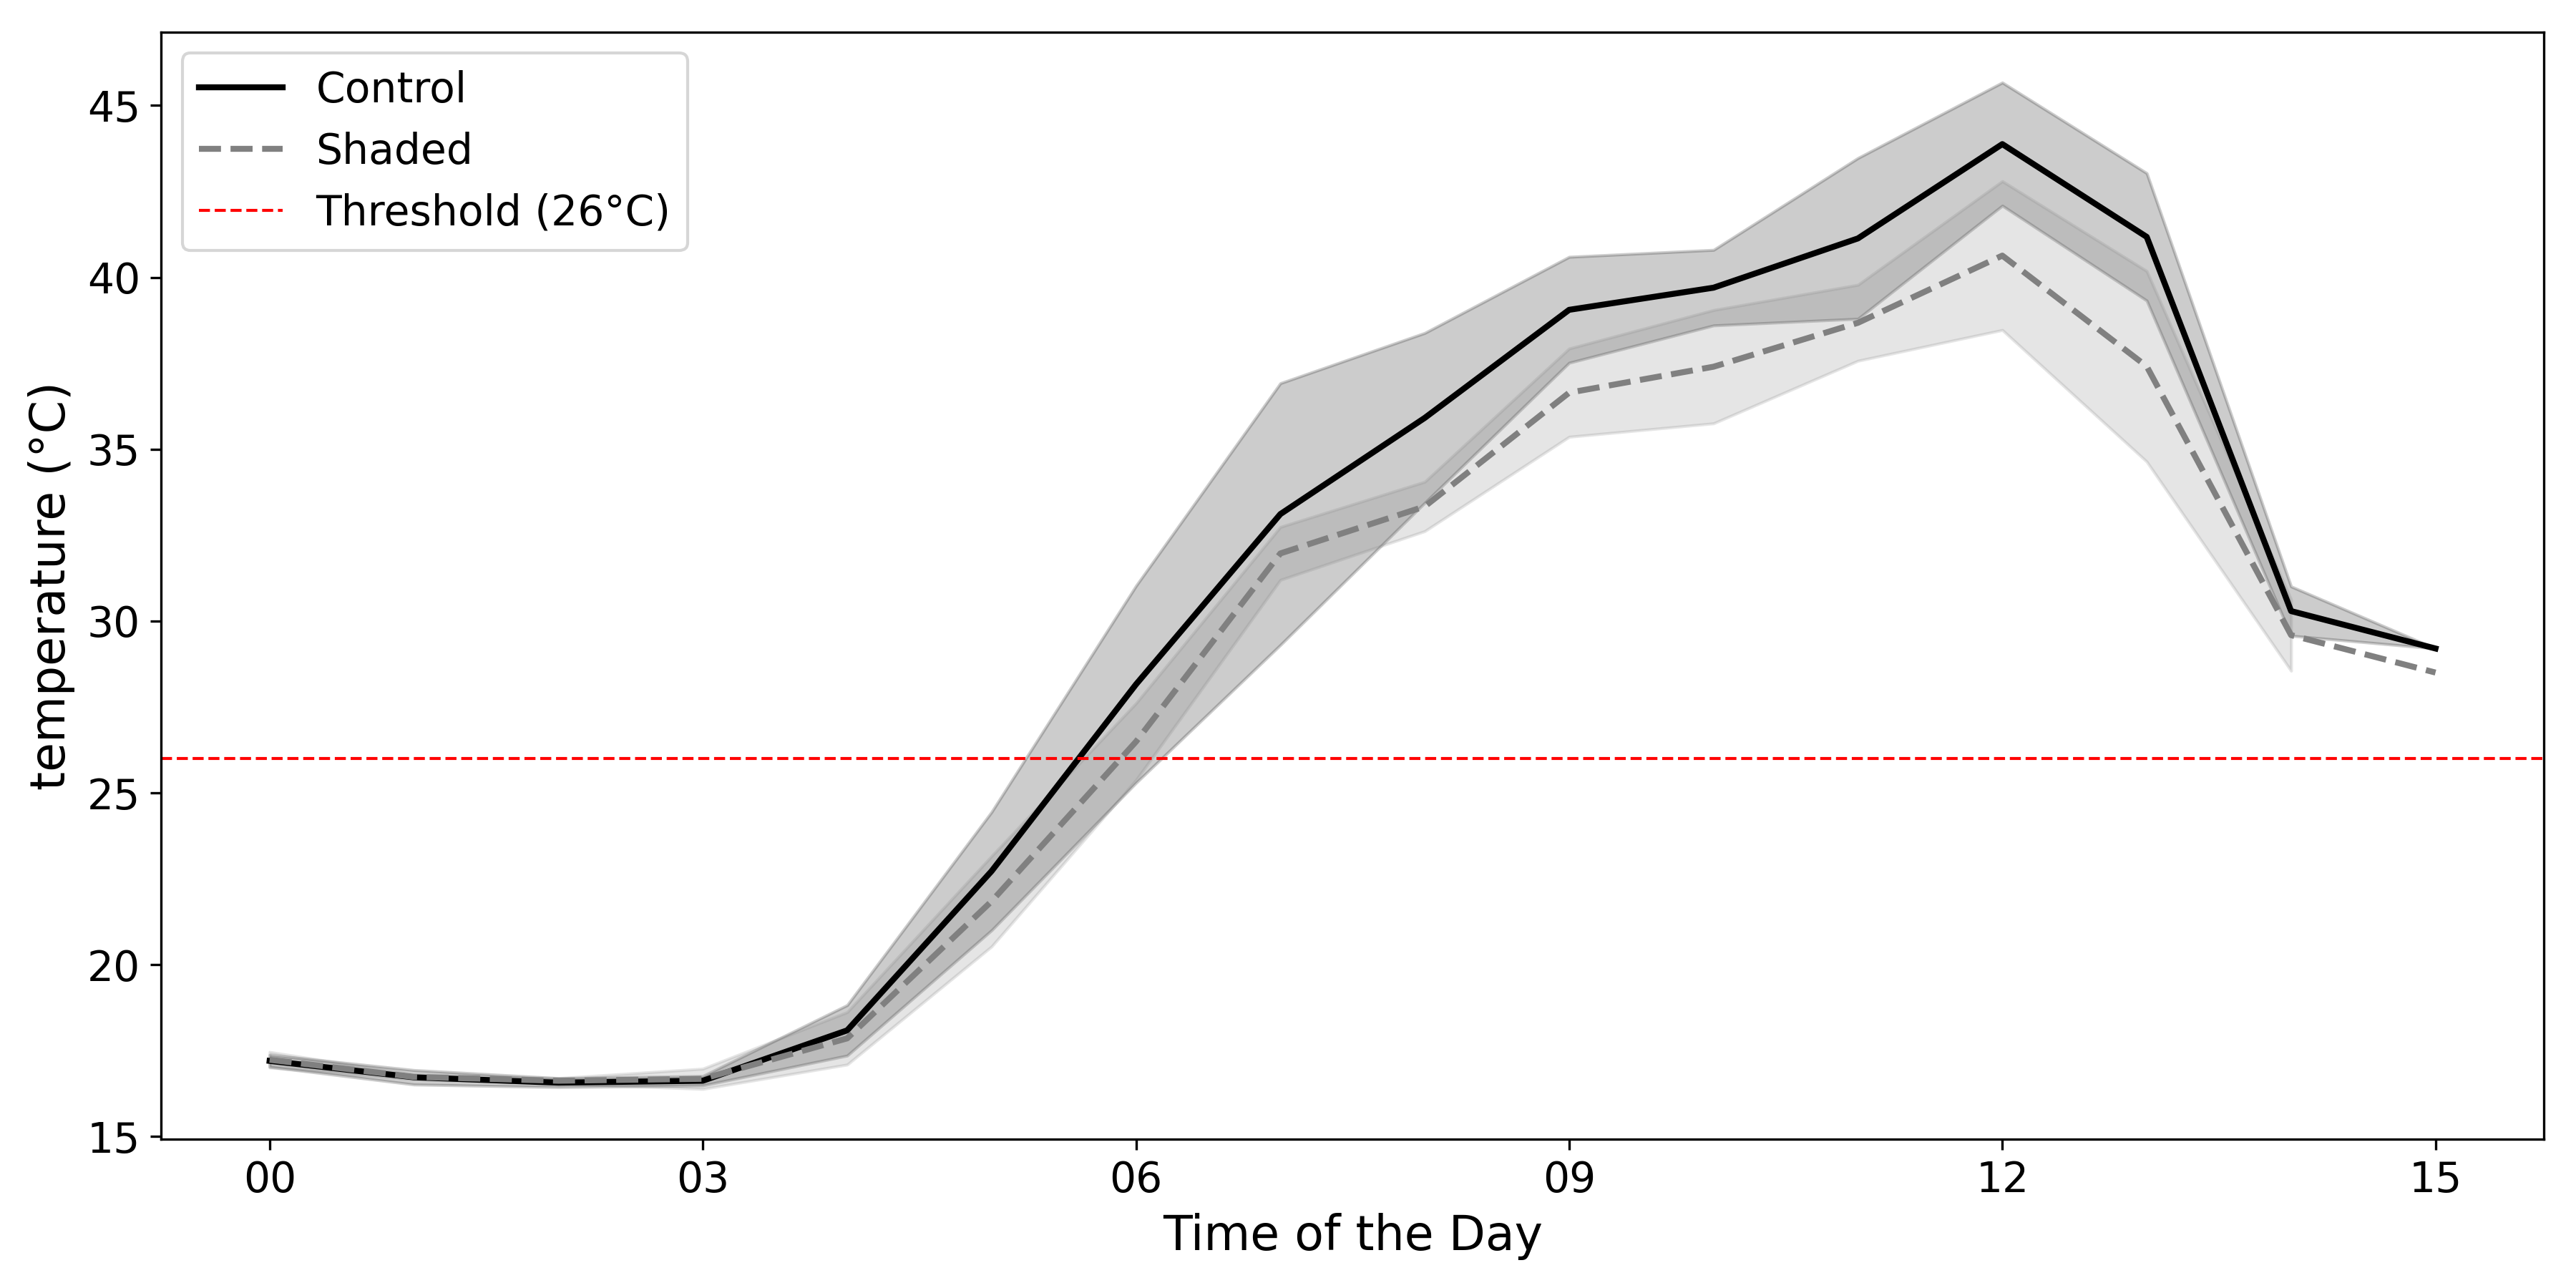 Control
Shaded
Threshold (26°C)
temperature (°C)
45
40
35
30
25
20
15
00 03 06 09 12 15
Time of the Day